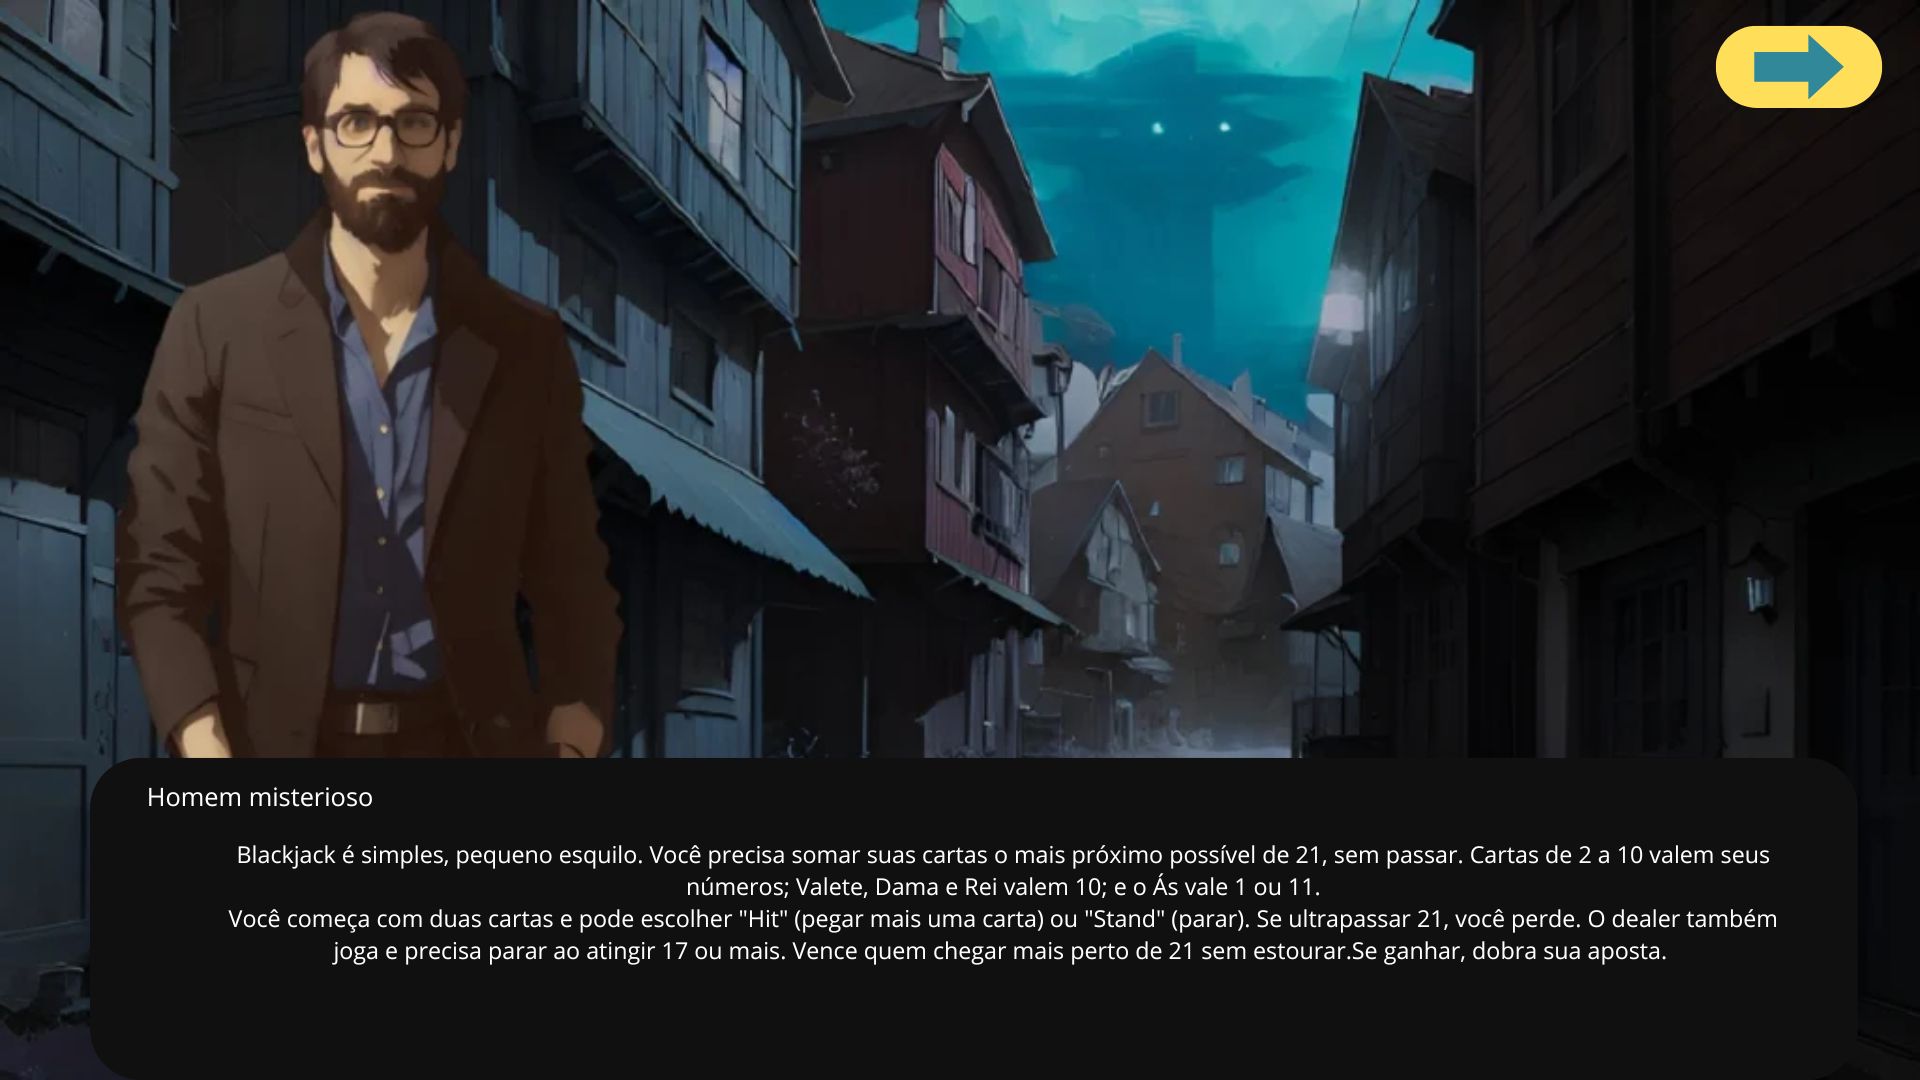 Homem misterioso
Blackjack é simples, pequeno esquilo. Você precisa somar suas cartas o mais próximo possível de 21, sem passar. Cartas de 2 a 10 valem seus
números; Valete, Dama e Rei valem 10; e o Ás vale 1 ou 11.
Você começa com duas cartas e pode escolher "Hit" (pegar mais uma carta) ou "Stand" (parar). Se ultrapassar 21, você perde. O dealer também
joga e precisa parar ao atingir 17 ou mais. Vence quem chegar mais perto de 21 sem estourar.Se ganhar, dobra sua aposta.